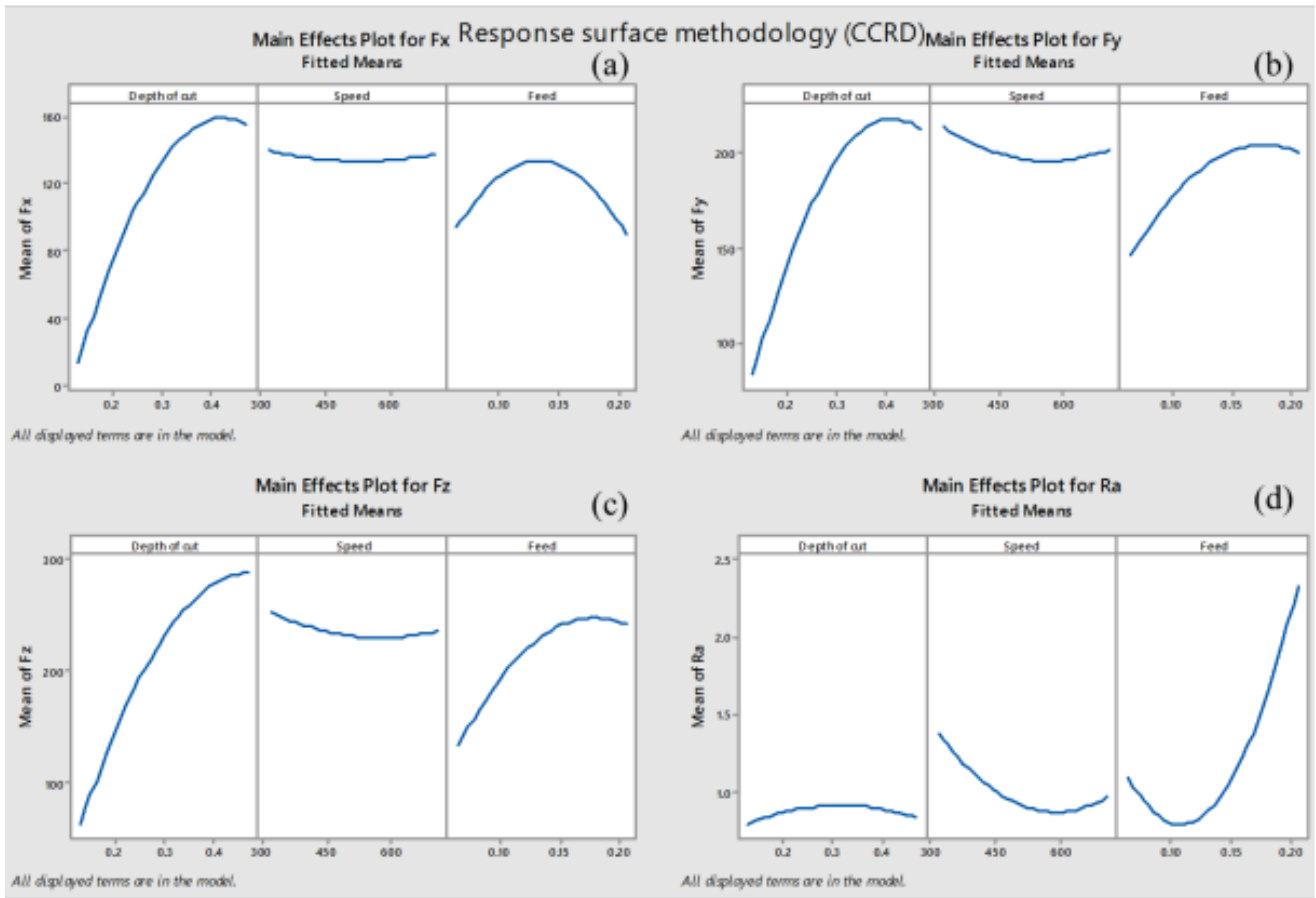 Response surface methodology (CCRD)
Main Effects Plot for Fx
Fitted Means
(a)
Depth of cut Speed Feed
Mean of Fx
160
120
80
40
0
0.2 0.3 0.4 300 450 600 0.10 0.15 0.20
All displayed terms are in the model.
Main Effects Plot for Fy
Fitted Means
(b)
Depth of cut Speed Feed
Mean of Fy
200
150
100
0.2 0.3 0.4 300 450 600 0.10 0.15 0.20
All displayed terms are in the model.
Main Effects Plot for Fz
Fitted Means
(c)
Depth of cut Speed Feed
Mean of Fz
300
200
100
0.2 0.3 0.4 300 450 600 0.10 0.15 0.20
All displayed terms are in the model.
Main Effects Plot for Ra
Fitted Means
(d)
Depth of cut Speed Feed
Mean of Ra
2.5
2.0
1.5
1.0
0.2 0.3 0.4 300 450 600 0.10 0.15 0.20
All displayed terms are in the model.